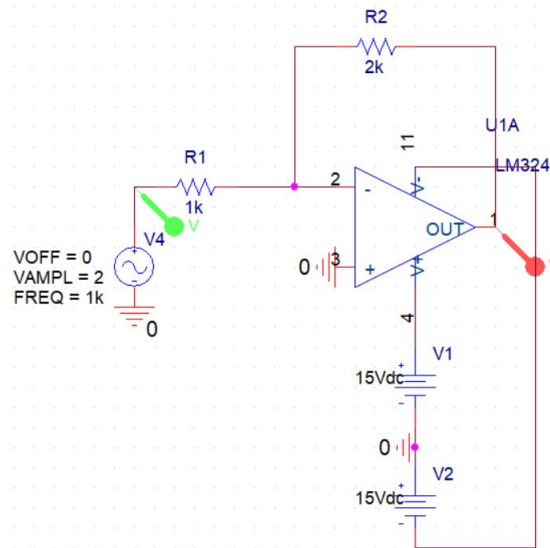 R2
2k
U1A
11
LM324
R1
2
-
V-
1k
1
V
V4
OUT
VOFF = 0
VAMPL = 2
FREQ = 1k
+
-
0
3
+
V+
0
4
V1
+
15Vdc
-
0
V2
+
15Vdc
-